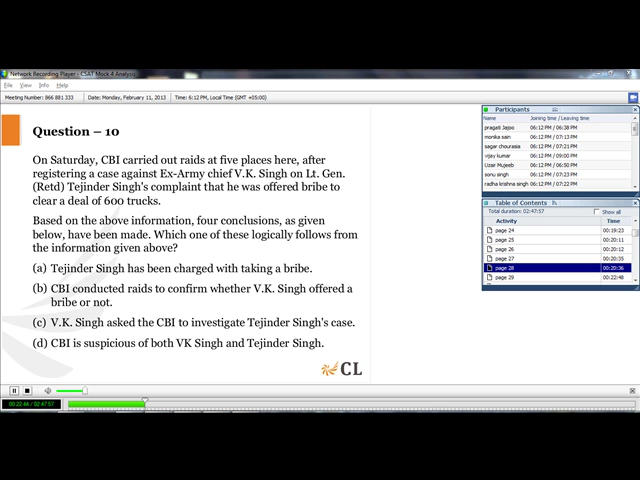 Network Recording Player - CSAT Mock 4 Analysis
File View Info Help
Meeting Number: 866 881 333 Date: Monday, February 11, 2013 Time: 6:12 PM, Local Time (GMT +05:00)
Question – 10
On Saturday, CBI carried out raids at five places here, after
registering a case against Ex-Army chief V.K. Singh on Lt. Gen.
(Retd) Tejinder Singh's complaint that he was offered bribe to
clear a deal of 600 trucks.
Based on the above information, four conclusions, as given
below, have been made. Which one of these logically follows from
the information given above?
(a) Tejinder Singh has been charged with taking a bribe.
(b) CBI conducted raids to confirm whether V.K. Singh offered a
bribe or not.
(c) V.K. Singh asked the CBI to investigate Tejinder Singh's case.
(d) CBI is suspicious of both VK Singh and Tejinder Singh.
CL
Participants
Name Joining time / Leaving time
pragati Jajoo 06:12 PM / 06:38 PM
monika sain 06:12 PM / 07:13 PM
sagar chourasia 06:12 PM / 07:21 PM
vijay kumar 06:12 PM / 09:00 PM
Uzair Mujeeb 06:12 PM / 06:52 PM
sonu singh 06:12 PM / 07:23 PM
radha krishna singh 06:12 PM / 07:22 PM
Table of Contents
Total duration: 02:47:57 Show all
Activity Time
page 24 00:19:23
page 25 00:20:11
page 26 00:20:12
page 27 00:20:35
page 28 00:20:36
page 29 00:22:48
00:22:44 / 02:47:57